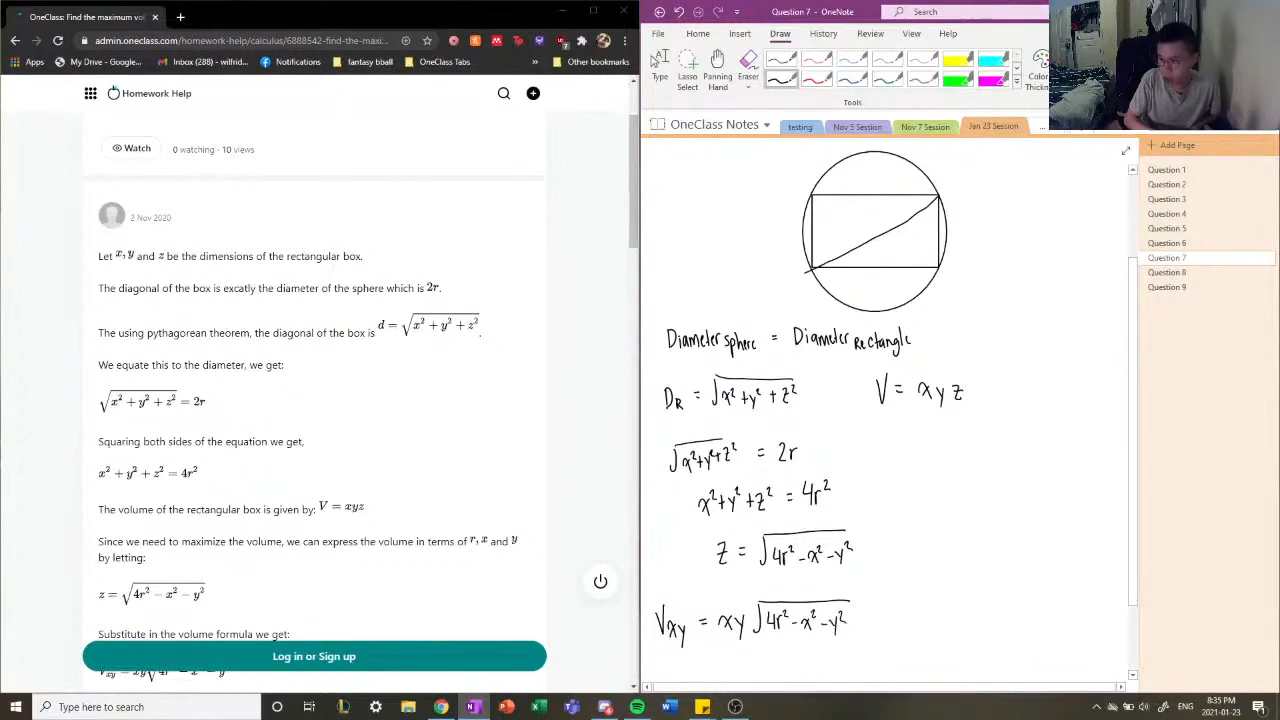 OneClass Find the maximum vol
Question 7 - OneNote
Search
adminoneclass.com/homework-help/calculus/6888542-find-the-maxi...
File Home Insert Draw History Review View
Apps
My Drive - Google...
Inbox (288) - wilfrid...
Notifications
fantasy bball
OneClass Tabs
Other bookmarks
Type
Lasso Select
Panning Hand
Eraser
Color
Thickness
Tools
Homework Help
OneClass Notes
testing
Nov 5 Session
Nov 7 Session
Jan 23 Session
Add Page
Question 1
Question 2
Question 3
Question 4
Question 5
Question 6
Question 7
Question 8
Question 9
Watch
0 watching · 10 views
2 Nov 2020
Let x, y and z be the dimensions of the rectangular box.
The diagonal of the box is excatly the diameter of the sphere which is 2r.
The using pythagorean theorem, the diagonal of the box is d = √(x² + y² + z²).
We equate this to the diameter, we get:
√(x² + y² + z²) = 2r
Squaring both sides of the equation we get,
x² + y² + z² = 4r²
The volume of the rectangular box is given by: V = xyz
Since we need to maximize the volume, we can express the volume in terms of r, x and y
by letting:
z = √(4r² − x² − y²)
Substitute in the volume formula we get:
Log in or Sign up
Diameter sphere = Diameter Rectangle
D_R = √(x² + y² + z²)
V = x y z
√(x² + y² + z²) = 2r
x² + y² + z² = 4r²
z = √(4r² - x² - y²)
V_xy = xy √(4r² - x² - y²)
Type here to search
ENG
8:35 PM
2021-01-23